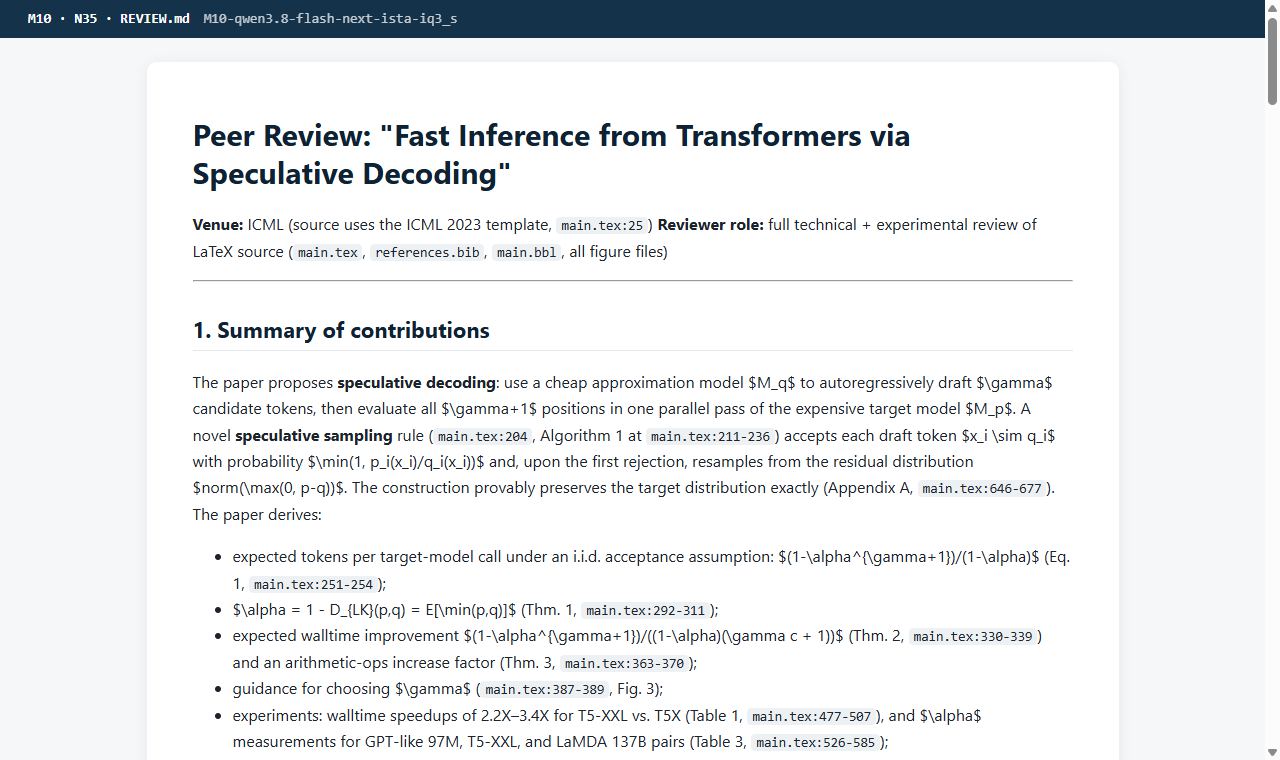 M10 • N35 • REVIEW.md M10-qwen3.8-flash-next-ista-iq3_s
Peer Review: "Fast Inference from Transformers via
Speculative Decoding"
Venue: ICML (source uses the ICML 2023 template, main.tex:25) Reviewer role: full technical + experimental review of
LaTeX source (main.tex, references.bib, main.bbl, all figure files)
1. Summary of contributions
The paper proposes speculative decoding: use a cheap approximation model $M_q$ to autoregressively draft $\gamma$
candidate tokens, then evaluate all $\gamma+1$ positions in one parallel pass of the expensive target model $M_p$. A
novel speculative sampling rule (main.tex:204, Algorithm 1 at main.tex:211-236) accepts each draft token $x_i \sim q_i$
with probability $\min(1, p_i(x_i)/q_i(x_i))$ and, upon the first rejection, resamples from the residual distribution
$norm(\max(0, p-q))$. The construction provably preserves the target distribution exactly (Appendix A, main.tex:646-677).
The paper derives:
• expected tokens per target-model call under an i.i.d. acceptance assumption: $(1-\alpha^{\gamma+1})/(1-\alpha)$ (Eq.
1, main.tex:251-254);
• $\alpha = 1 - D_{LK}(p,q) = E[\min(p,q)]$ (Thm. 1, main.tex:292-311);
• expected walltime improvement $(1-\alpha^{\gamma+1})/((1-\alpha)(\gamma c + 1))$ (Thm. 2, main.tex:330-339)
and an arithmetic-ops increase factor (Thm. 3, main.tex:363-370);
• guidance for choosing $\gamma$ (main.tex:387-389, Fig. 3);
• experiments: walltime speedups of 2.2X–3.4X for T5-XXL vs. T5X (Table 1, main.tex:477-507), and $\alpha$
measurements for GPT-like 97M, T5-XXL, and LaMDA 137B pairs (Table 3, main.tex:526-585);